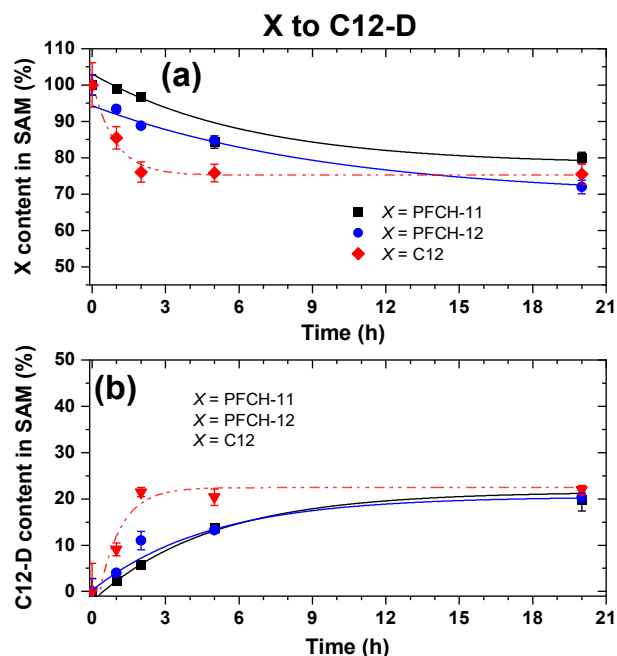 X to C12-D
(a)
X content in SAM (%)
110
100
90
80
70
60
50
X = PFCH-11
X = PFCH-12
X = C12
0 3 6 9 12 15 18 21
Time (h)
(b)
C12-D content in SAM (%)
50
40
30
20
10
0
X = PFCH-11
X = PFCH-12
X = C12
0 3 6 9 12 15 18 21
Time (h)